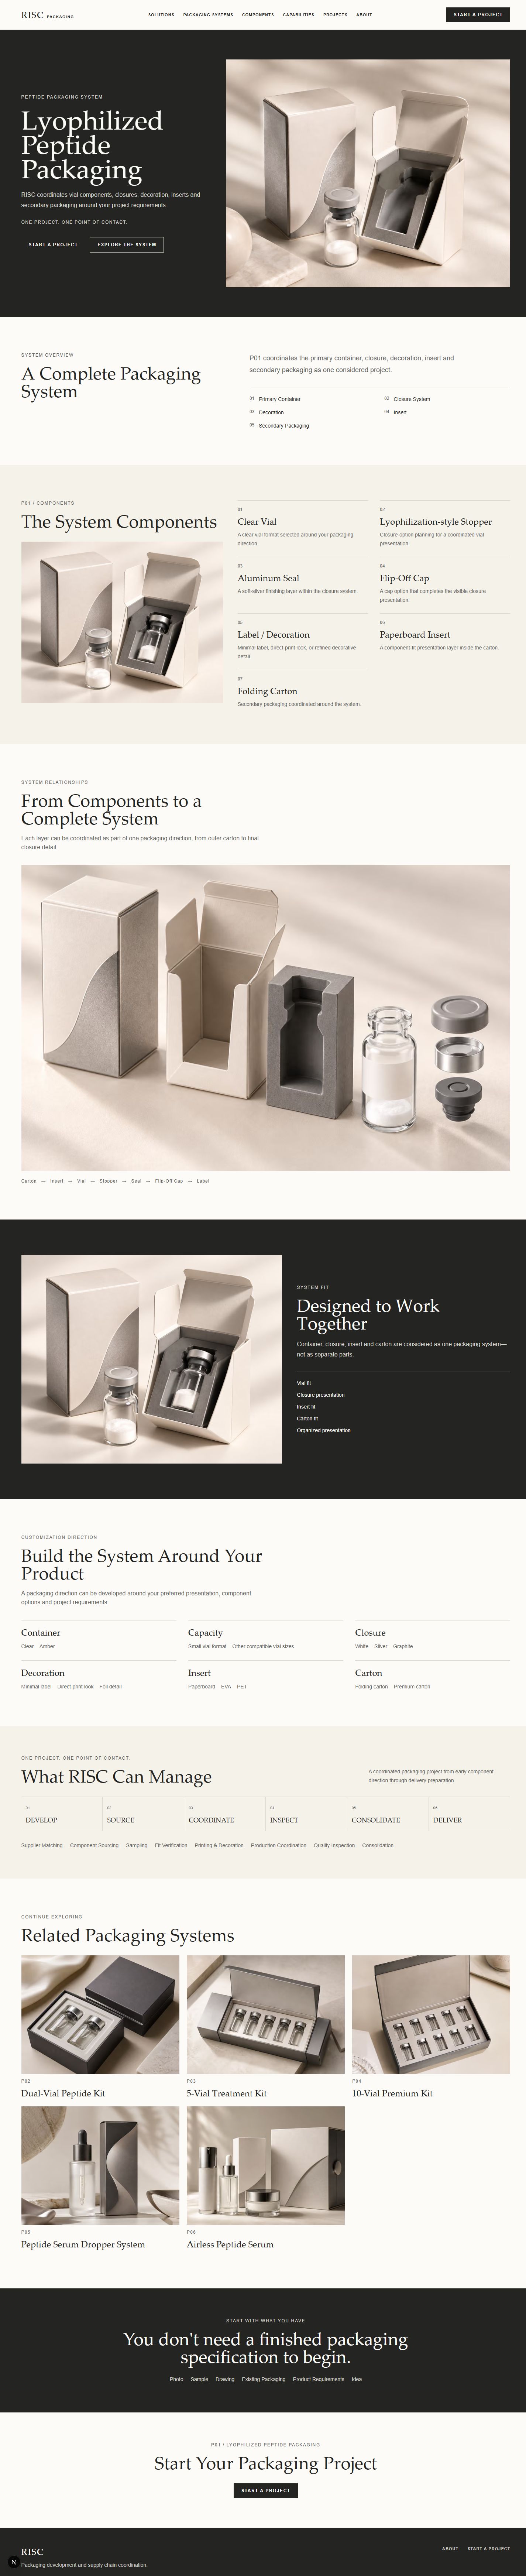 RISC PACKAGING
SOLUTIONS PACKAGING SYSTEMS COMPONENTS CAPABILITIES PROJECTS ABOUT
START A PROJECT
PEPTIDE PACKAGING SYSTEM
Lyophilized
Peptide
Packaging
RISC coordinates vial components, closures, decoration, inserts and
secondary packaging around your project requirements.
ONE PROJECT. ONE POINT OF CONTACT.
START A PROJECT EXPLORE THE SYSTEM
SYSTEM OVERVIEW
A Complete Packaging
System
P01 coordinates the primary container, closure, decoration, insert and
secondary packaging as one considered project.
01 Primary Container
02 Closure System
03 Decoration
04 Insert
05 Secondary Packaging
P01 / COMPONENTS
The System Components
01
Clear Vial
A clear vial format selected around your packaging
direction.
02
Lyophilization-style Stopper
Closure-option planning for a coordinated vial
presentation.
03
Aluminum Seal
A soft-silver finishing layer within the closure system.
04
Flip-Off Cap
A cap option that completes the visible closure
presentation.
05
Label / Decoration
Minimal label, direct-print look, or refined decorative
detail.
06
Paperboard Insert
A component-fit presentation layer inside the carton.
07
Folding Carton
Secondary packaging coordinated around the system.
SYSTEM RELATIONSHIPS
From Components to a
Complete System
Each layer can be coordinated as part of one packaging direction, from outer carton to final
closure detail.
Carton → Insert → Vial → Stopper → Seal → Flip-Off Cap → Label
SYSTEM FIT
Designed to Work
Together
Container, closure, insert and carton are considered as one packaging system—
not as separate parts.
Vial fit
Closure presentation
Insert fit
Carton fit
Organized presentation
CUSTOMIZATION DIRECTION
Build the System Around Your
Product
A packaging direction can be developed around your preferred presentation, component
options and project requirements.
Container
Clear Amber
Capacity
Small vial format Other compatible vial sizes
Closure
White Silver Graphite
Decoration
Minimal label Direct-print look Foil detail
Insert
Paperboard EVA PET
Carton
Folding carton Premium carton
ONE PROJECT. ONE POINT OF CONTACT.
What RISC Can Manage
A coordinated packaging project from early component
direction through delivery preparation.
01
DEVELOP
02
SOURCE
03
COORDINATE
04
INSPECT
05
CONSOLIDATE
06
DELIVER
Supplier Matching Component Sourcing Sampling Fit Verification Printing & Decoration Production Coordination Quality Inspection Consolidation
CONTINUE EXPLORING
Related Packaging Systems
P02
Dual-Vial Peptide Kit
P03
5-Vial Treatment Kit
P04
10-Vial Premium Kit
P05
Peptide Serum Dropper System
P06
Airless Peptide Serum
START WITH WHAT YOU HAVE
You don't need a finished packaging
specification to begin.
Photo Sample Drawing Existing Packaging Product Requirements Idea
P01 / LYOPHILIZED PEPTIDE PACKAGING
Start Your Packaging Project
START A PROJECT
RISC
ABOUT START A PROJECT
N
Packaging development and supply chain coordination.